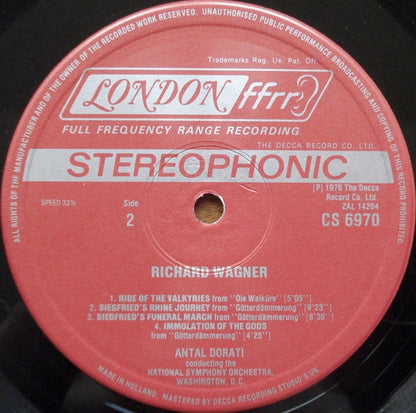 ALL RIGHTS OF THE MANUFACTURER AND OF THE OWNER OF THE RECORDED WORK RESERVED. UNAUTHORISED PUBLIC PERFORMANCE BROADCASTING AND COPYING OF THIS RECORD PROHIBITED
Trademarks Reg. Us. Pat. Off
LONDON ffrr
FULL FREQUENCY RANGE RECORDING
THE DECCA RECORD CO. LTD.
STEREOPHONIC
SPEED 33⅓
Side
2
[P] 1976 The Decca
Record Co. Ltd.
ZAL 14204
CS 6970
RICHARD WAGNER
1. RIDE OF THE VALKYRIES from "Die Walküre" [5'05"]
2. SIEGFRIED'S RHINE JOURNEY from "Götterdämmerung" [9'23"]
3. SIEGFRIED'S FUNERAL MARCH from "Götterdämmerung" [6'30"]
4. IMMOLATION OF THE GODS
from "Götterdämmerung" [4'25"]
ANTAL DORATI
conducting the
NATIONAL SYMPHONY ORCHESTRA,
WASHINGTON, D.C.
MADE IN HOLLAND, MASTERED BY DECCA RECORDING STUDIO'S UK